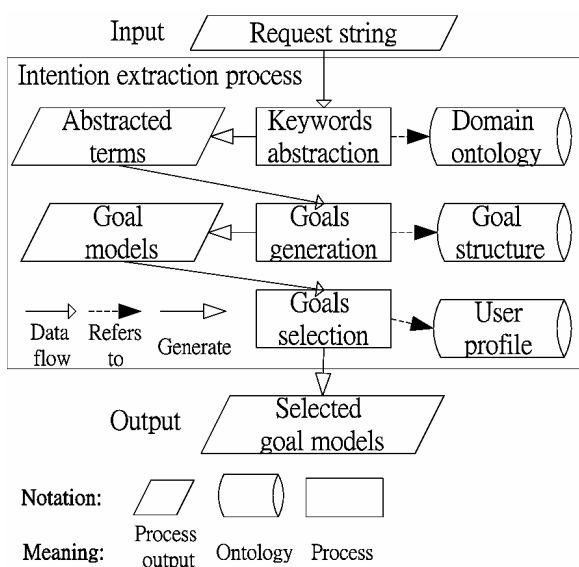 Input
Request string
Intention extraction process
Abstracted
terms
Keywords
abstraction
Domain
ontology
Goal
models
Goals
generation
Goal
structure
Goals
selection
User
profile
Data
flow
Refers
to
Generate
Output
Selected
goal models
Notation:
Meaning:
Process
output
Ontology
Process